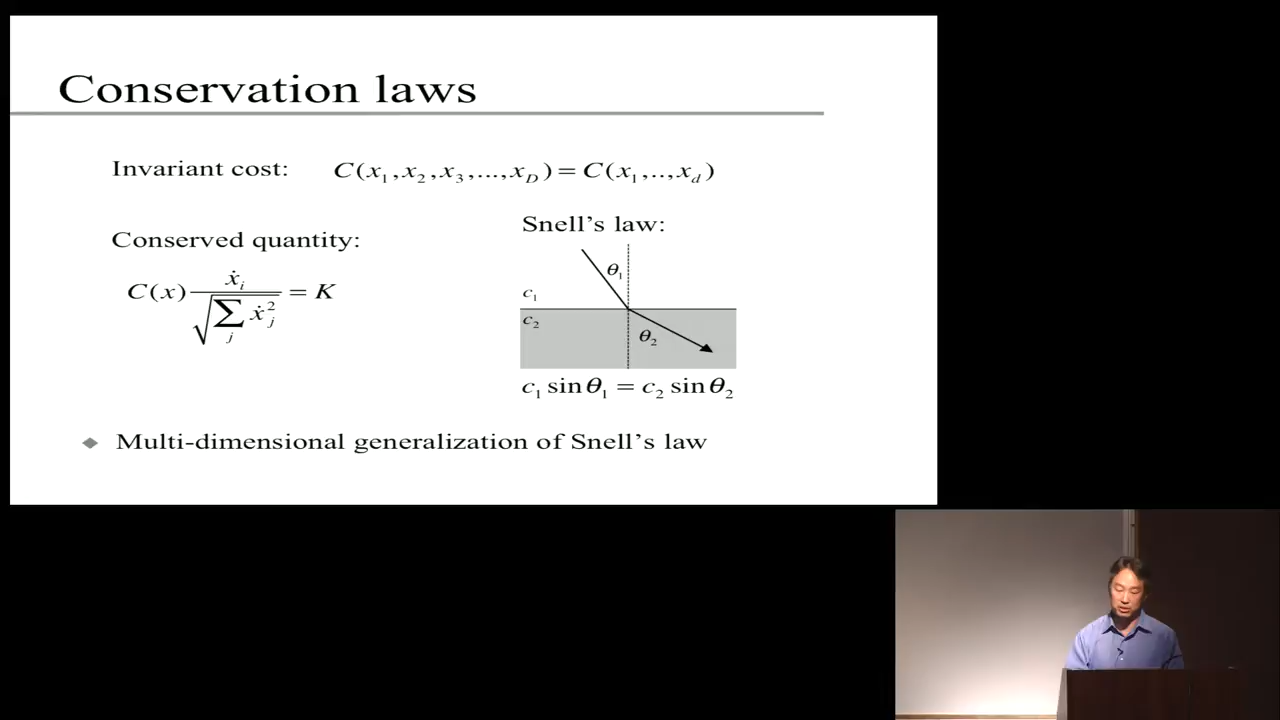 Conservation laws
Invariant cost: C(x₁,x₂,x₃,...,x_D) = C(x₁,..,x_d)
Snell's law:
Conserved quantity:
C(x) ẋᵢ / √(∑ⱼ ẋⱼ²) = K
θ₁
c₁
c₂
θ₂
c₁ sin θ₁ = c₂ sin θ₂
Multi-dimensional generalization of Snell's law